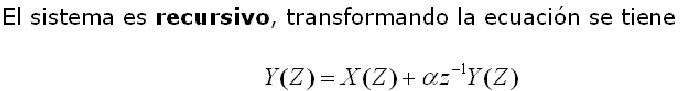 El sistema es recursivo, transformando la ecuación se tiene
Y(Z) = X(Z) + αz⁻¹Y(Z)